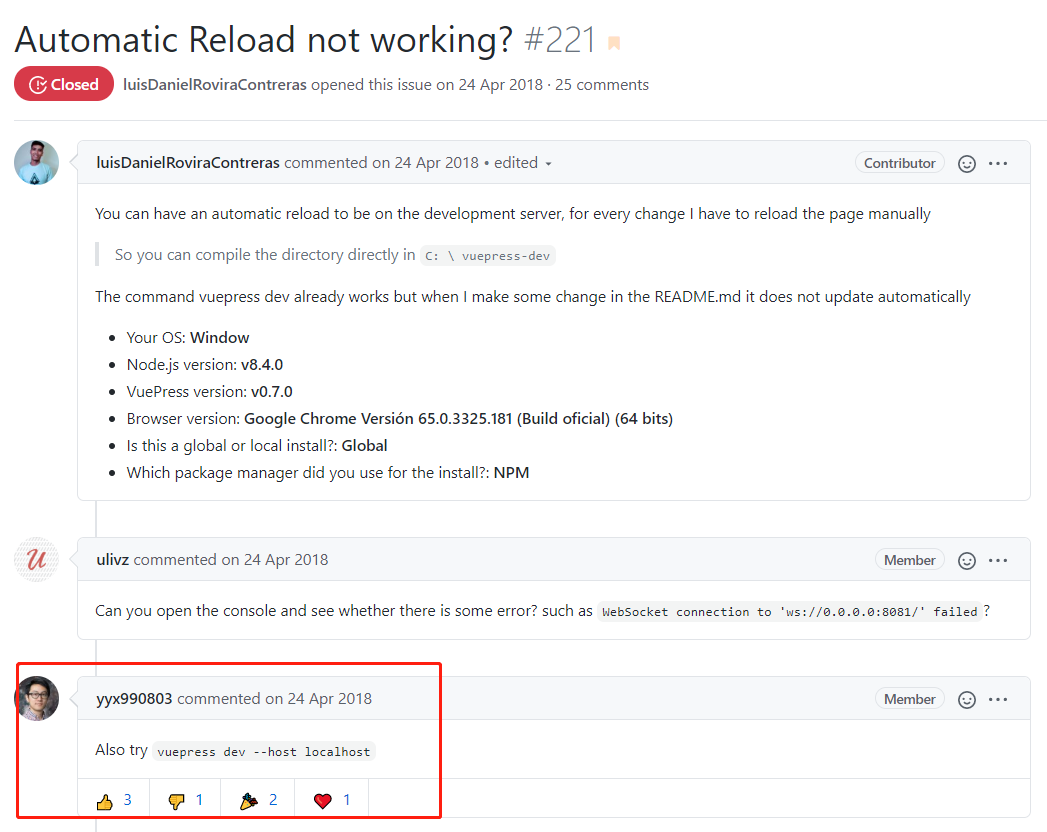 Automatic Reload not working? #221
Closed luisDanielRoviraContreras opened this issue on 24 Apr 2018 · 25 comments
luisDanielRoviraContreras commented on 24 Apr 2018 • edited Contributor
You can have an automatic reload to be on the development server, for every change I have to reload the page manually
So you can compile the directory directly in C: \ vuepress-dev
The command vuepress dev already works but when I make some change in the README.md it does not update automatically
• Your OS: Window
• Node.js version: v8.4.0
• VuePress version: v0.7.0
• Browser version: Google Chrome Versión 65.0.3325.181 (Build oficial) (64 bits)
• Is this a global or local install?: Global
• Which package manager did you use for the install?: NPM
ulivz commented on 24 Apr 2018 Member
Can you open the console and see whether there is some error? such as WebSocket connection to 'ws://0.0.0.0:8081/' failed ?
yyx990803 commented on 24 Apr 2018 Member
Also try vuepress dev --host localhost
👍 3 👎 1 🎉 2 ❤️ 1